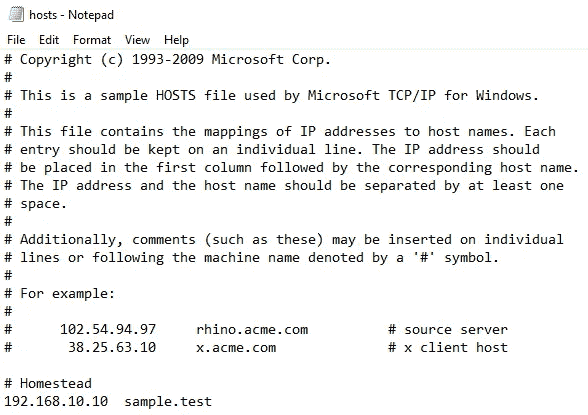 hosts - Notepad
File Edit Format View Help
# Copyright (c) 1993-2009 Microsoft Corp.
#
# This is a sample HOSTS file used by Microsoft TCP/IP for Windows.
#
# This file contains the mappings of IP addresses to host names. Each
# entry should be kept on an individual line. The IP address should
# be placed in the first column followed by the corresponding host name.
# The IP address and the host name should be separated by at least one
# space.
#
# Additionally, comments (such as these) may be inserted on individual
# lines or following the machine name denoted by a '#' symbol.
#
# For example:
#
#      102.54.94.97     rhino.acme.com          # source server
#       38.25.63.10     x.acme.com              # x client host

# Homestead
192.168.10.10  sample.test